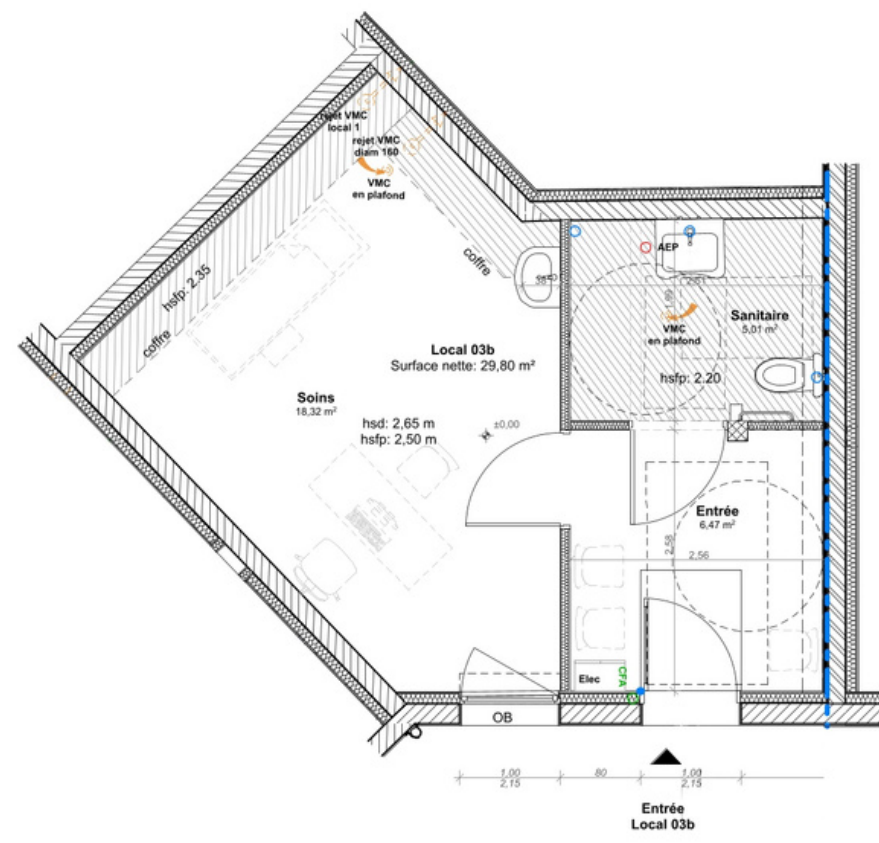 rejet VMC
local 1
rejet VMC
diam 160
VMC
en plafond
coffre
hsfp: 2.35
coffre
AEP
1,99
Sanitaire
5,01 m²
VMC
en plafond
hsfp: 2.20
Local 03b
Surface nette: 29,80 m²
Soins
18,32 m²
hsd: 2,65 m
hsfp: 2,50 m
±0,00
Entrée
6,47 m²
2,58
2,56
Elec
CFA
OB
1,00
2,15
80
1,00
2,15
Entrée
Local 03b